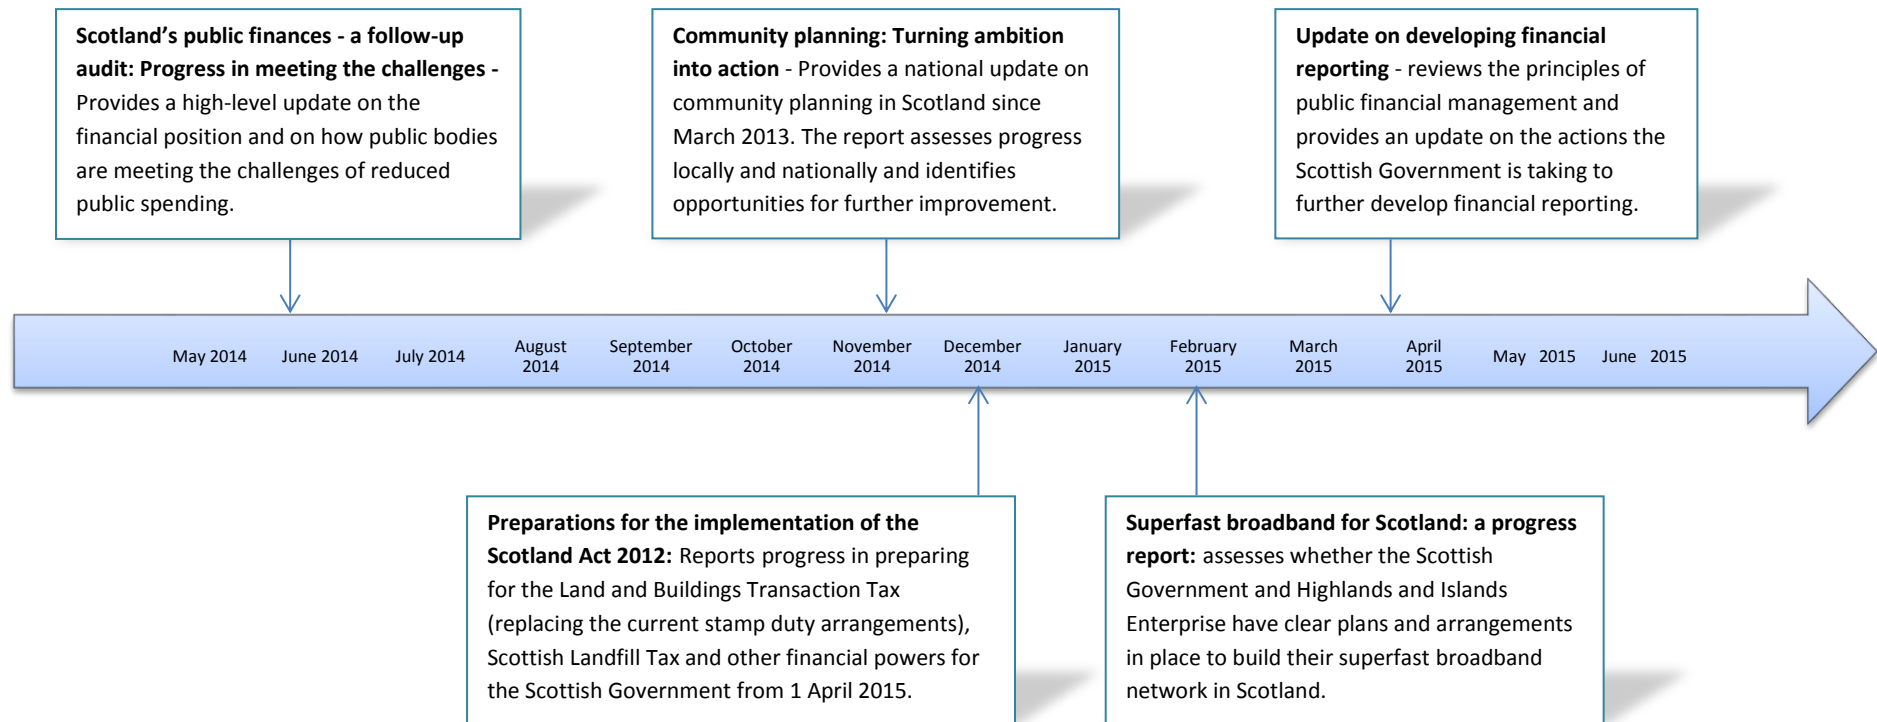 Scotland's public finances - a follow-up
audit: Progress in meeting the challenges -
Provides a high-level update on the
financial position and on how public bodies
are meeting the challenges of reduced
public spending.
Community planning: Turning ambition
into action - Provides a national update on
community planning in Scotland since
March 2013. The report assesses progress
locally and nationally and identifies
opportunities for further improvement.
Update on developing financial
reporting - reviews the principles of
public financial management and
provides an update on the actions the
Scottish Government is taking to
further develop financial reporting.
May 2014
June 2014
July 2014
August
2014
September
2014
October
2014
November
2014
December
2014
January
2015
February
2015
March
2015
April
2015
May 2015
June 2015
Preparations for the implementation of the
Scotland Act 2012: Reports progress in preparing
for the Land and Buildings Transaction Tax
(replacing the current stamp duty arrangements),
Scottish Landfill Tax and other financial powers for
the Scottish Government from 1 April 2015.
Superfast broadband for Scotland: a progress
report: assesses whether the Scottish
Government and Highlands and Islands
Enterprise have clear plans and arrangements
in place to build their superfast broadband
network in Scotland.